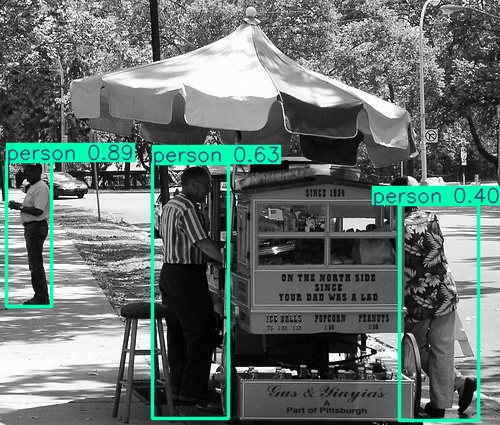 person 0.89
person 0.63
person 0.40
SINCE 1934
ON THE NORTH SIDE
SINCE
YOUR DAD WAS A LAD
ICE BALLS POPCORN PEANUTS
Gus & Yiayia's
A
Part of Pittsburgh